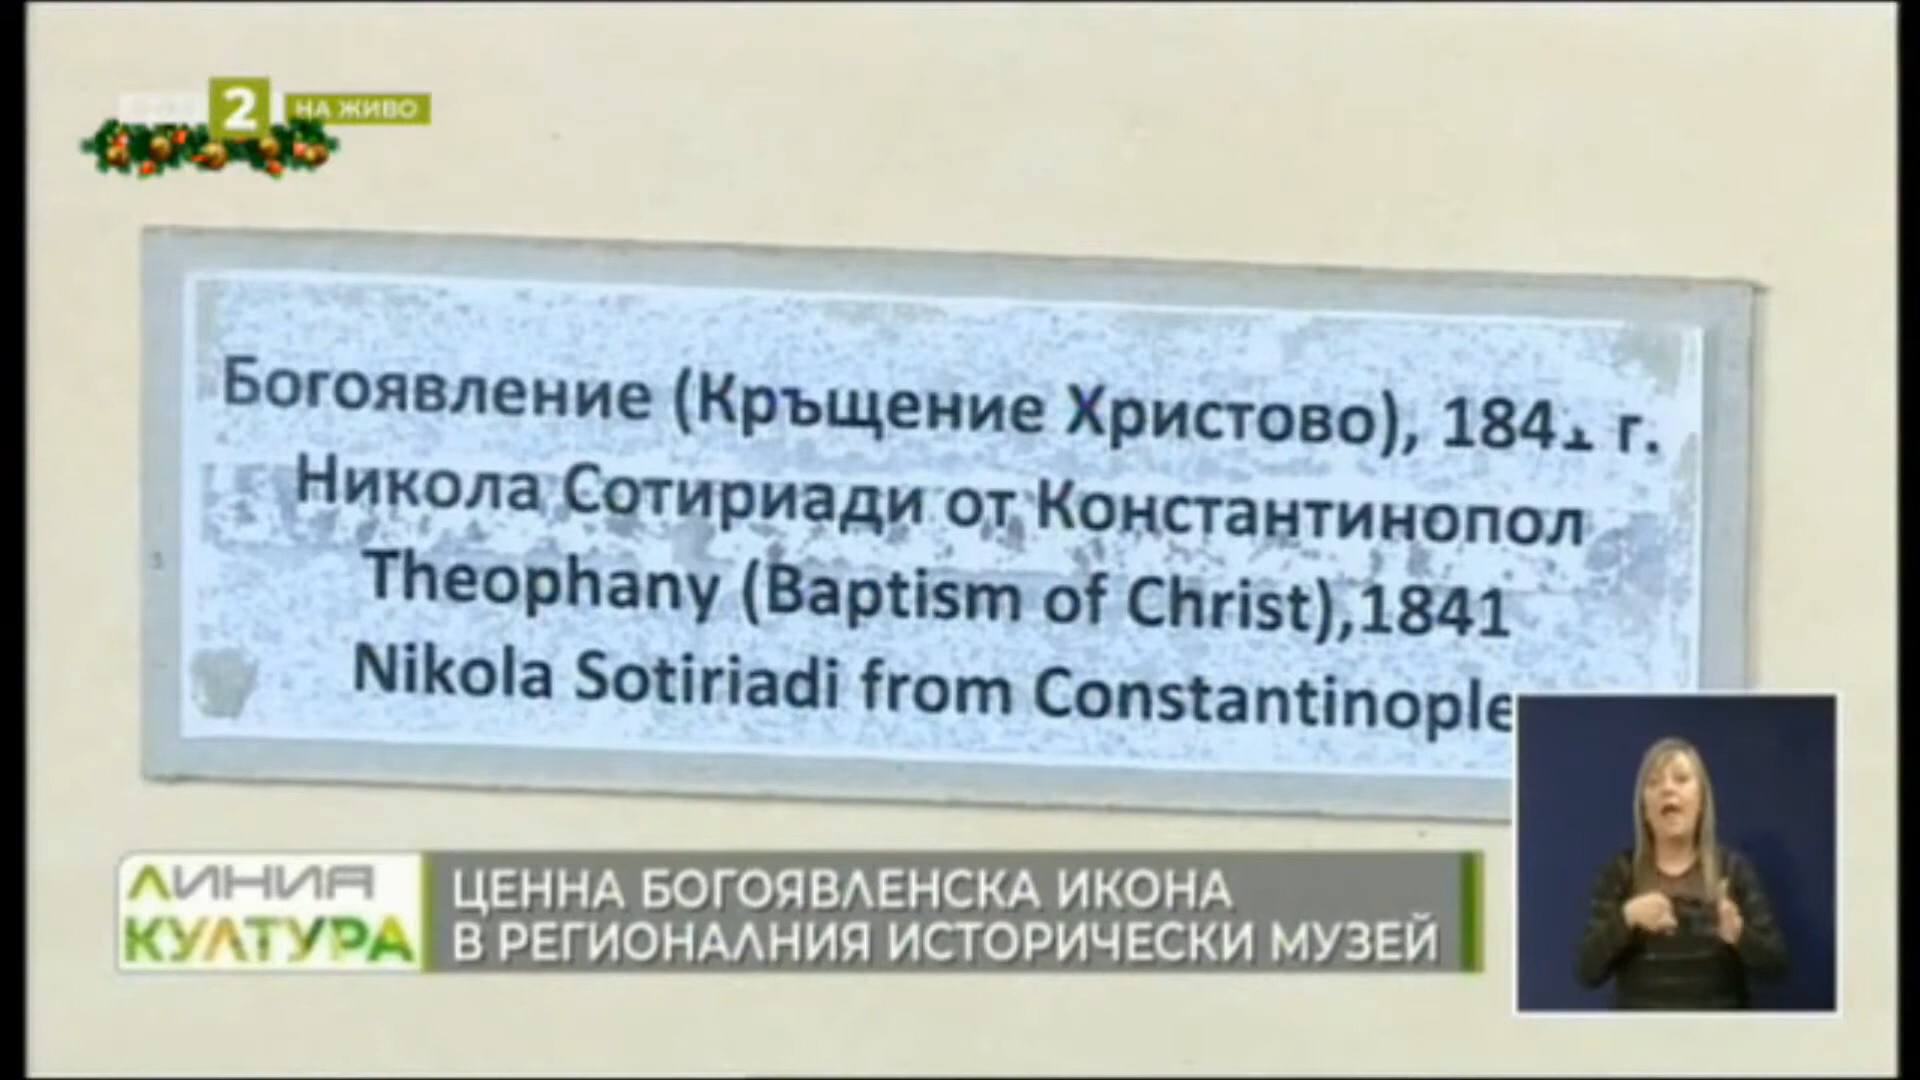 2 НА ЖИВО
Богоявление (Кръщение Христово), 1841 г.
Никола Сотириади от Константинопол
Theophany (Baptism of Christ),1841
Nikola Sotiriadi from Constantinople
ЛИНИЯ
КУЛТУРА
ЦЕННА БОГОЯВЛЕНСКА ИКОНА
В РЕГИОНАЛНИЯ ИСТОРИЧЕСКИ МУЗЕЙ